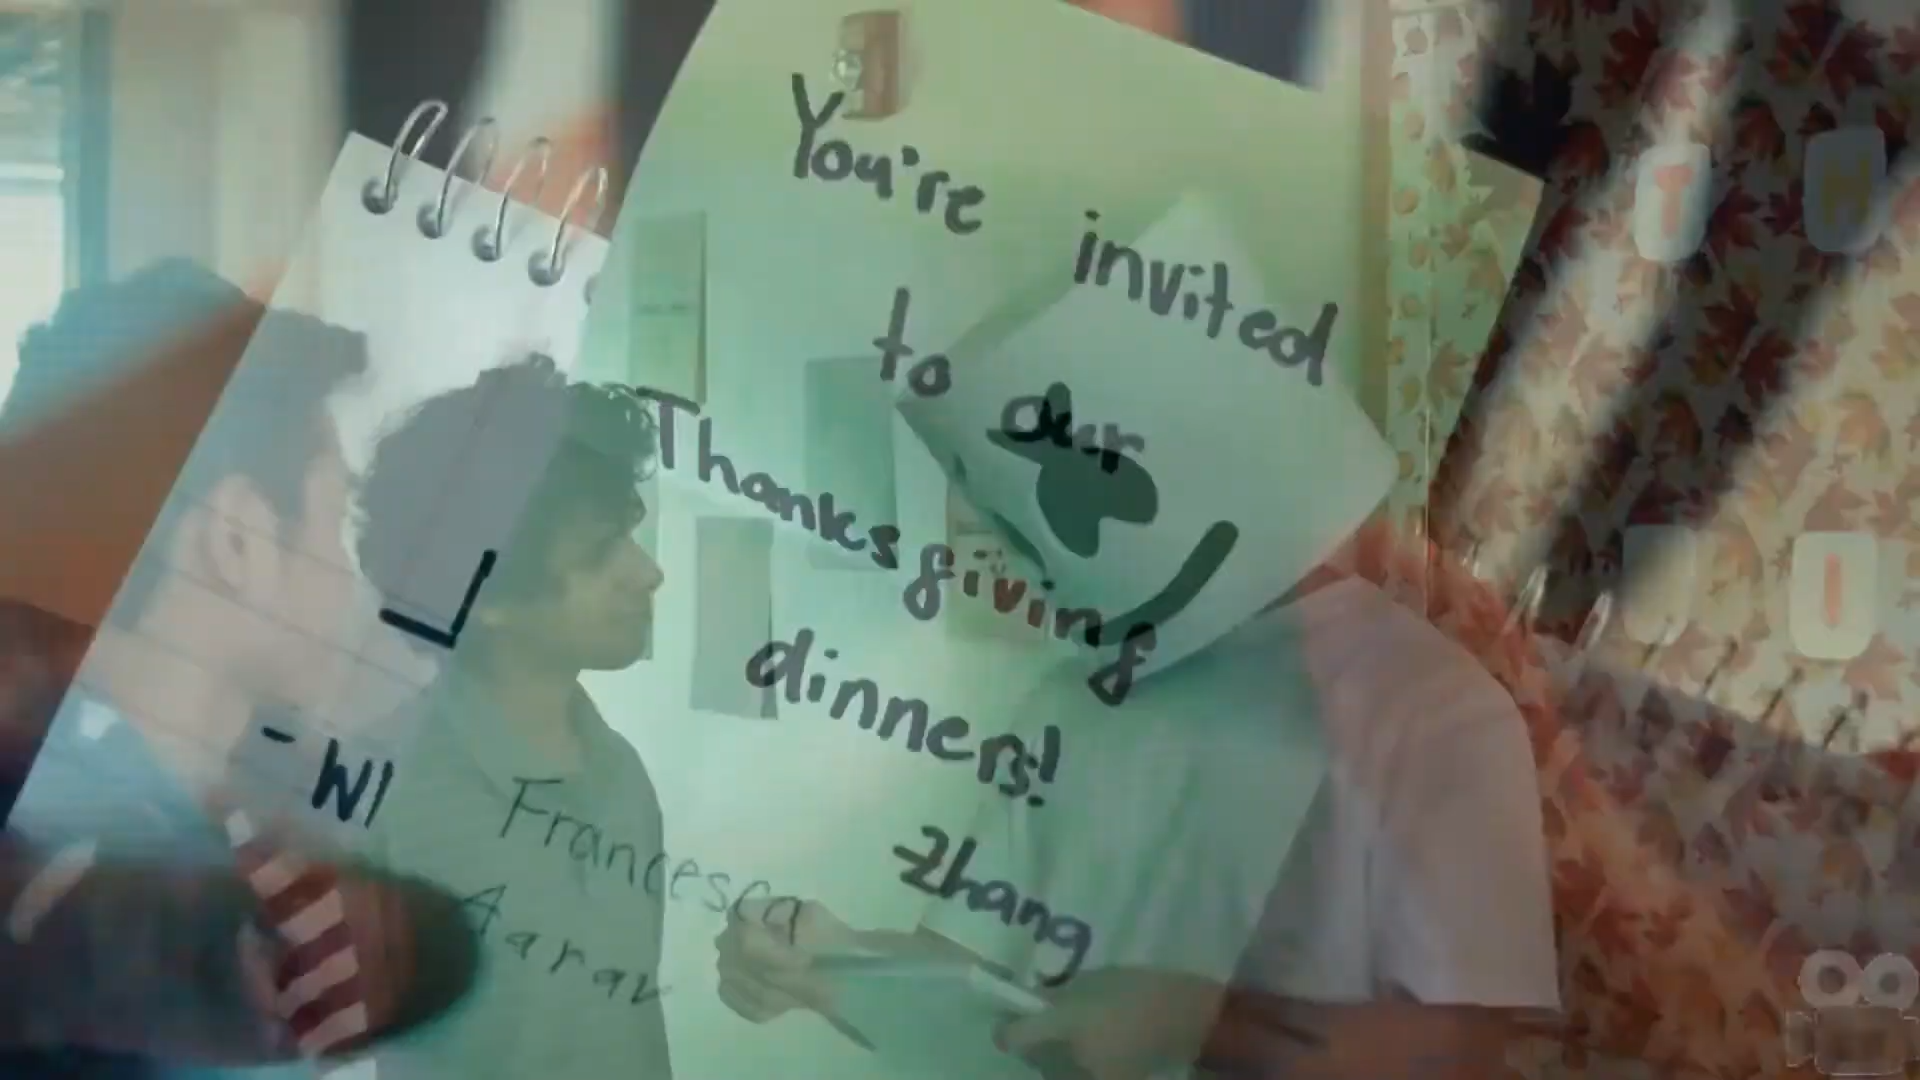 You're invited
to our
Thanksgiving
dinners!
-Zhang
Francesca
Aarav
T H
I